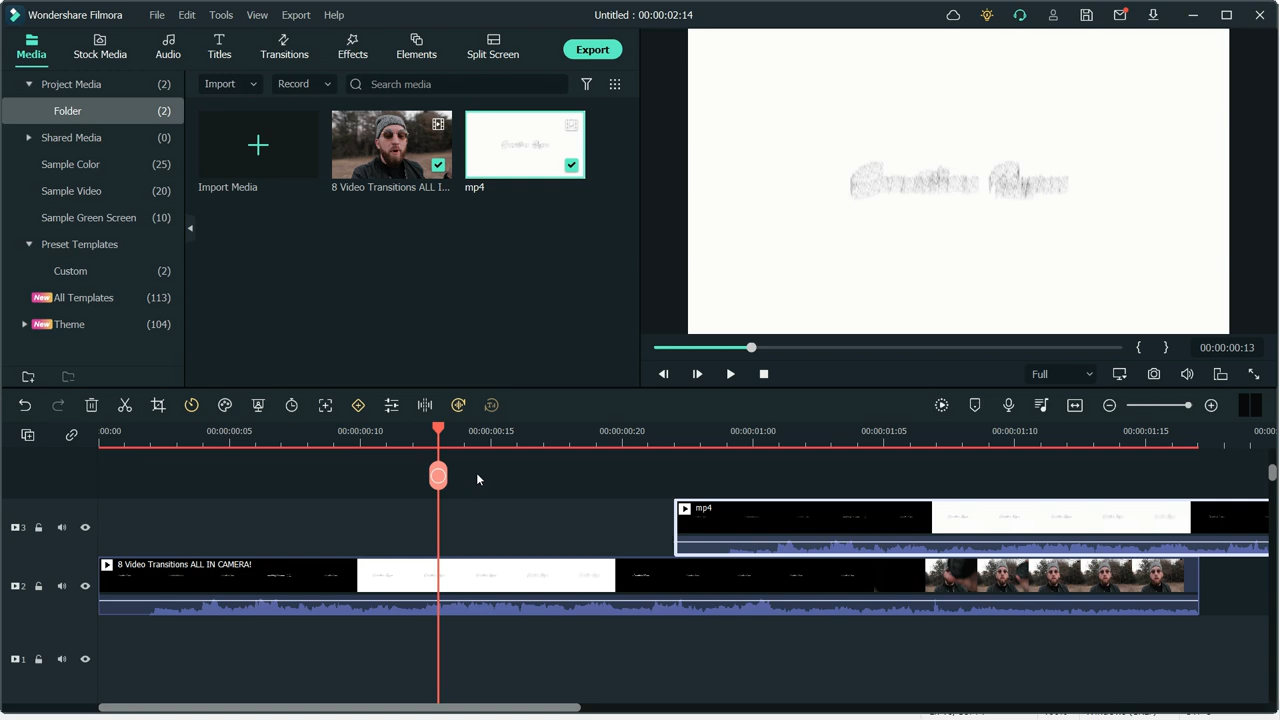 Wondershare Filmora File Edit Tools View Export Help Untitled : 00:00:02:14
Media Stock Media Audio Titles Transitions Effects Elements Split Screen Export
Project Media (2)
Folder (2)
Shared Media (0)
Sample Color (25)
Sample Video (20)
Sample Green Screen (10)
Preset Templates
Custom (2)
New All Templates (113)
New Theme (104)
Import Record Search media
Import Media 8 Video Transitions ALL I... mp4
{ } 00:00:00:13
Full
:00:00 00:00:00:05 00:00:00:10 00:00:00:15 00:00:00:20 00:00:01:00 00:00:01:05 00:00:01:10 00:00:01:15 00:00:0
3 mp4
2 8 Video Transitions ALL IN CAMERA!
1